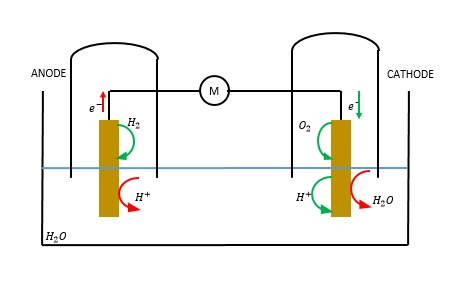 ANODE
CATHODE
M
e⁻
e⁻
H₂
O₂
H⁺
H⁺
H₂O
H₂O